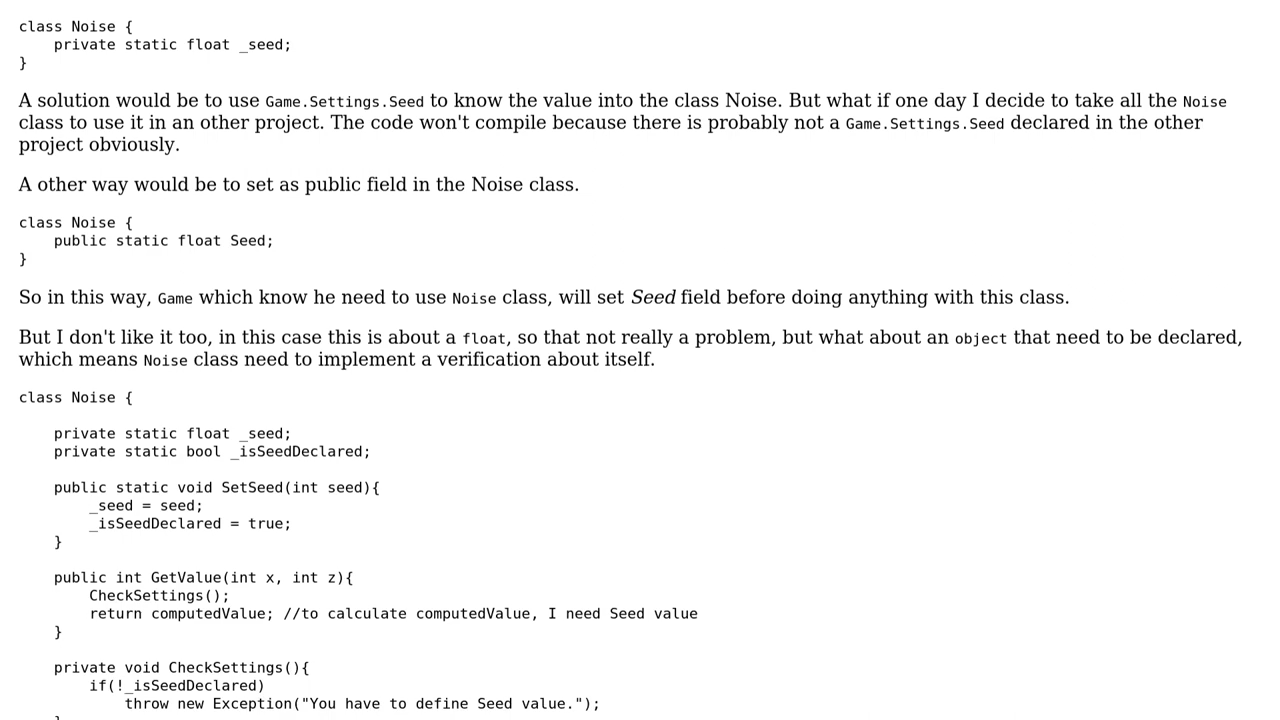 class Noise {
    private static float _seed;
}
A solution would be to use Game.Settings.Seed to know the value into the class Noise. But what if one day I decide to take all the Noise
class to use it in an other project. The code won't compile because there is probably not a Game.Settings.Seed declared in the other
project obviously.
A other way would be to set as public field in the Noise class.
class Noise {
    public static float Seed;
}
So in this way, Game which know he need to use Noise class, will set Seed field before doing anything with this class.
But I don't like it too, in this case this is about a float, so that not really a problem, but what about an object that need to be declared,
which means Noise class need to implement a verification about itself.
class Noise {
    private static float _seed;
    private static bool _isSeedDeclared;
    public static void SetSeed(int seed){
        _seed = seed;
        _isSeedDeclared = true;
    }
    public int GetValue(int x, int z){
        CheckSettings();
        return computedValue; //to calculate computedValue, I need Seed value
    }
    private void CheckSettings(){
        if(!_isSeedDeclared)
            throw new Exception("You have to define Seed value.");